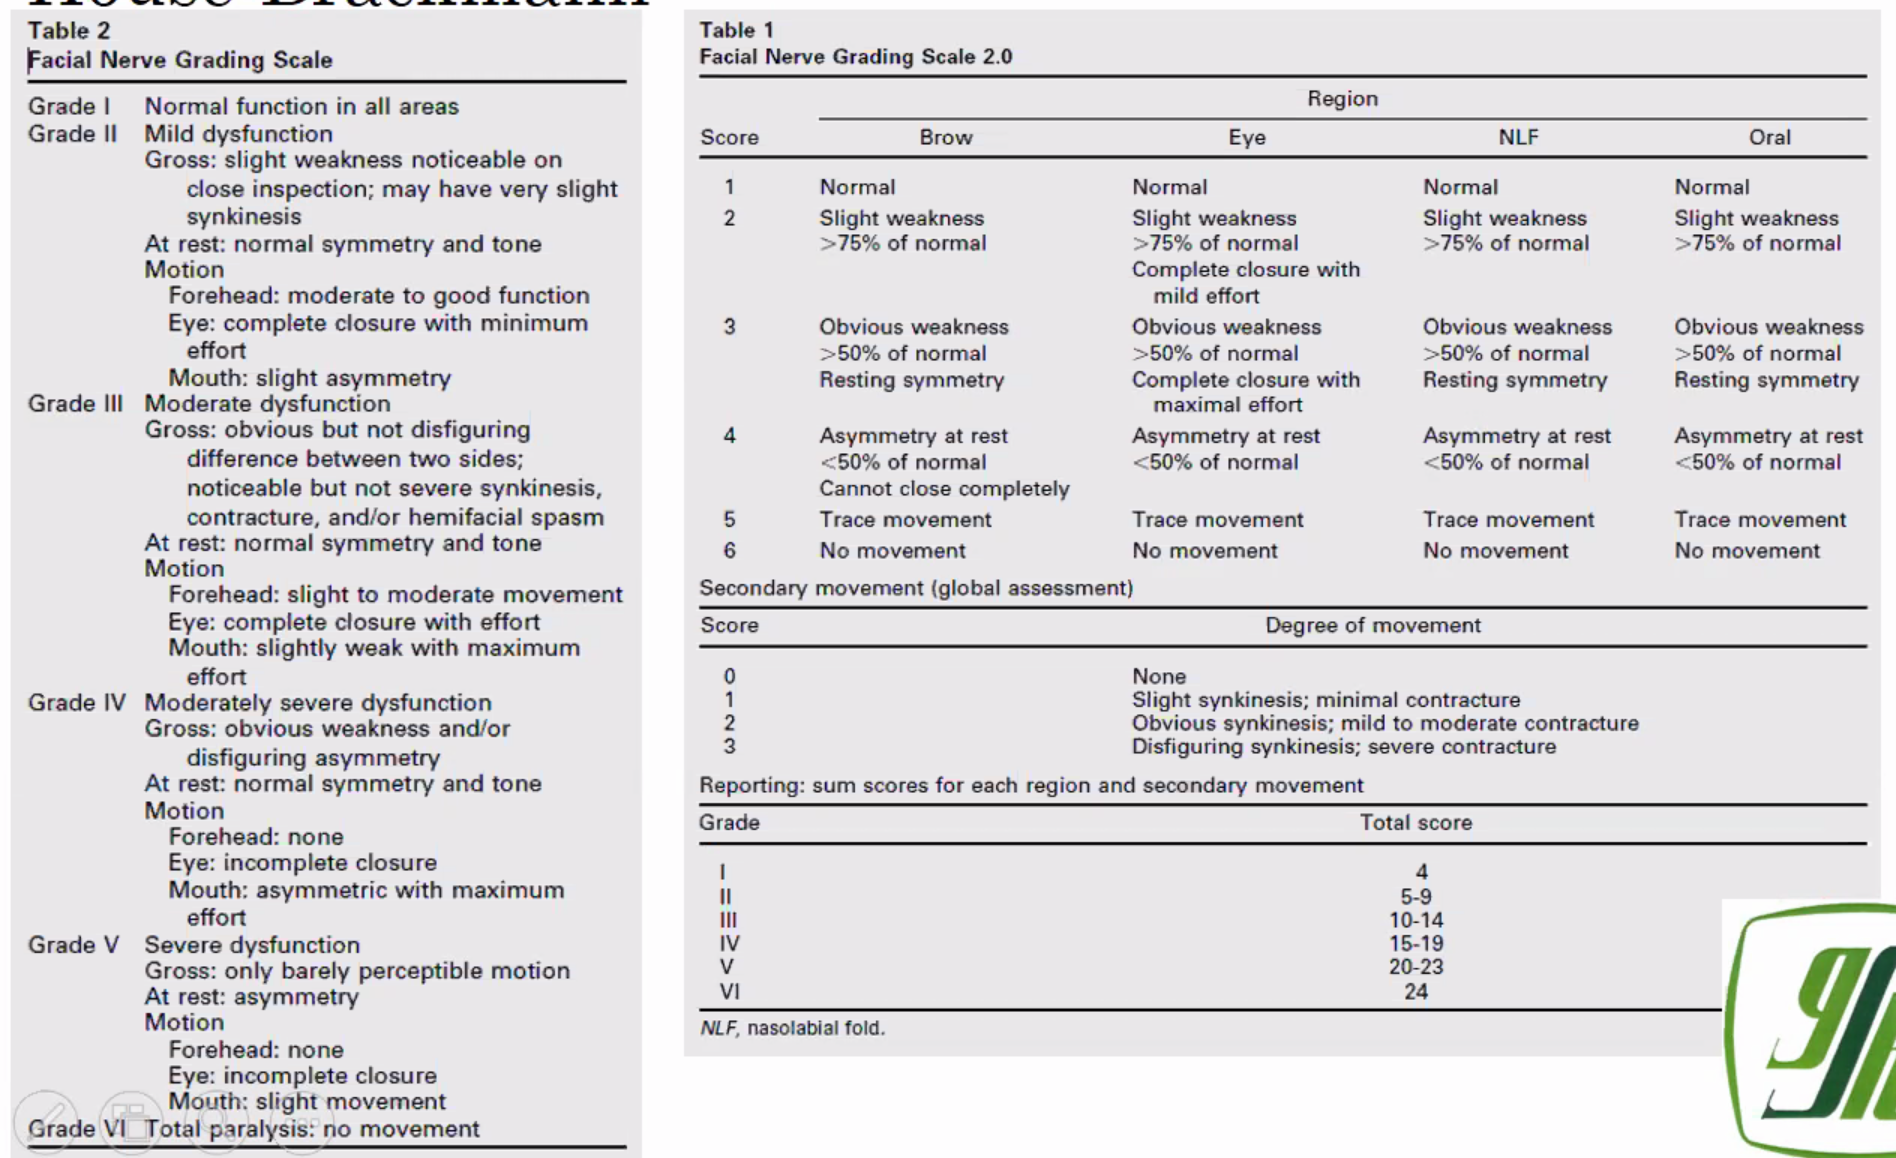 House Brackmann
Table 2
Facial Nerve Grading Scale
Grade I Normal function in all areas
Grade II Mild dysfunction
Gross: slight weakness noticeable on
close inspection; may have very slight
synkinesis
At rest: normal symmetry and tone
Motion
Forehead: moderate to good function
Eye: complete closure with minimum
effort
Mouth: slight asymmetry
Grade III Moderate dysfunction
Gross: obvious but not disfiguring
difference between two sides;
noticeable but not severe synkinesis,
contracture, and/or hemifacial spasm
At rest: normal symmetry and tone
Motion
Forehead: slight to moderate movement
Eye: complete closure with effort
Mouth: slightly weak with maximum
effort
Grade IV Moderately severe dysfunction
Gross: obvious weakness and/or
disfiguring asymmetry
At rest: normal symmetry and tone
Motion
Forehead: none
Eye: incomplete closure
Mouth: asymmetric with maximum
effort
Grade V Severe dysfunction
Gross: only barely perceptible motion
At rest: asymmetry
Motion
Forehead: none
Eye: incomplete closure
Mouth: slight movement
Grade VI Total paralysis: no movement
Table 1
Facial Nerve Grading Scale 2.0
Region
Score Brow Eye NLF Oral
1 Normal Normal Normal Normal
2 Slight weakness Slight weakness Slight weakness Slight weakness
>75% of normal >75% of normal >75% of normal >75% of normal
Complete closure with
mild effort
3 Obvious weakness Obvious weakness Obvious weakness Obvious weakness
>50% of normal >50% of normal >50% of normal >50% of normal
Resting symmetry Complete closure with Resting symmetry Resting symmetry
maximal effort
4 Asymmetry at rest Asymmetry at rest Asymmetry at rest Asymmetry at rest
<50% of normal <50% of normal <50% of normal <50% of normal
Cannot close completely
5 Trace movement Trace movement Trace movement Trace movement
6 No movement No movement No movement No movement
Secondary movement (global assessment)
Score Degree of movement
0 None
1 Slight synkinesis; minimal contracture
2 Obvious synkinesis; mild to moderate contracture
3 Disfiguring synkinesis; severe contracture
Reporting: sum scores for each region and secondary movement
Grade Total score
I 4
II 5-9
III 10-14
IV 15-19
V 20-23
VI 24
NLF, nasolabial fold.